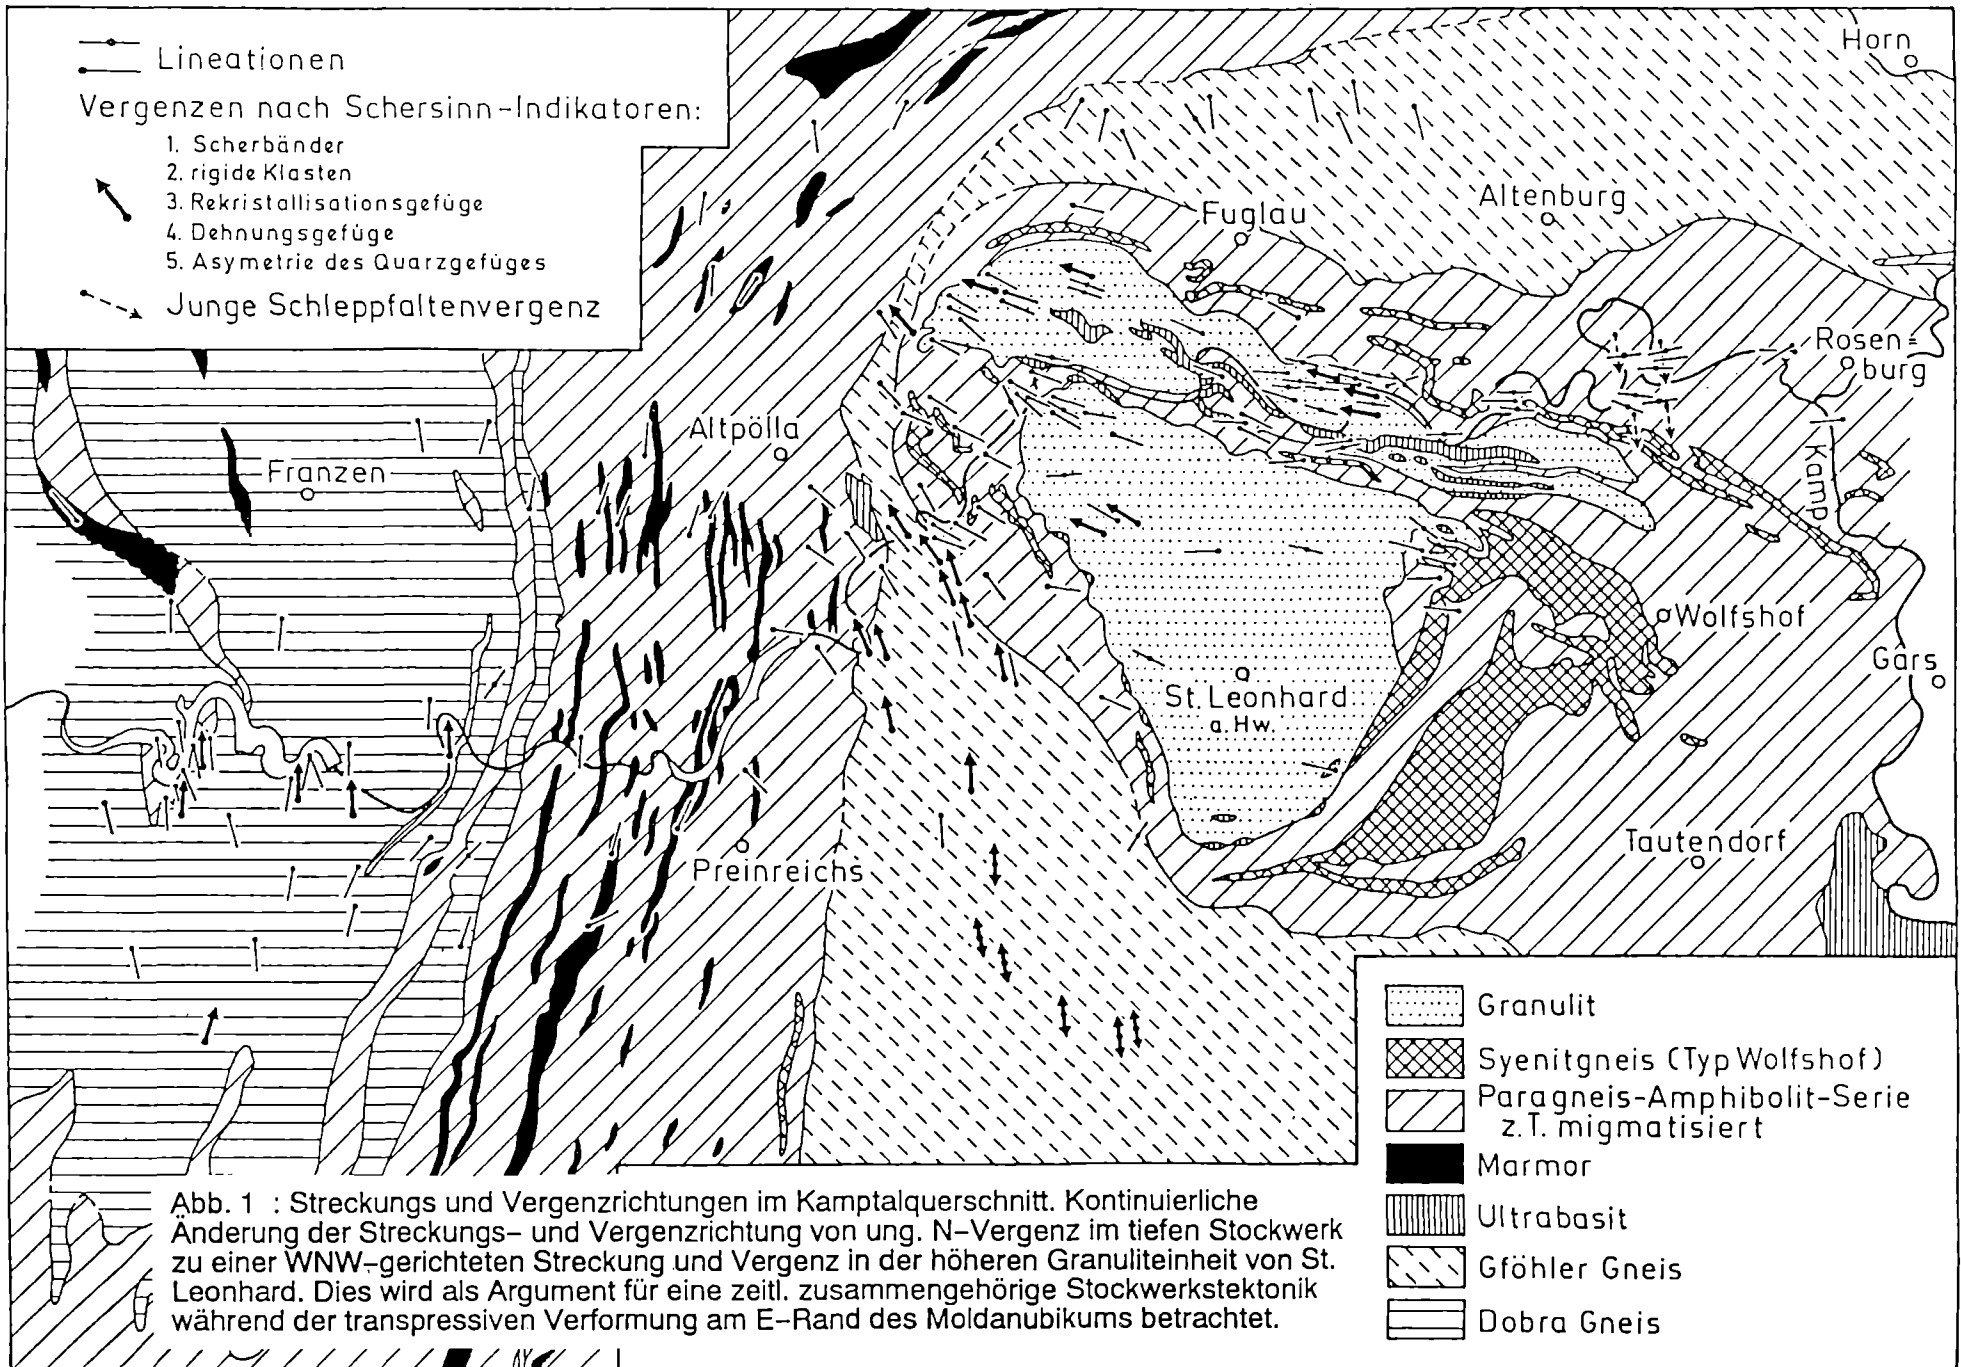 Lineationen
Vergenzen nach Schersinn-Indikatoren:
1. Scherbänder
2. rigide Klasten
3. Rekristallisationsgefüge
4. Dehnungsgefüge
5. Asymetrie des Quarzgefüges
Junge Schleppfaltenvergenz
Horn
Altenburg
Fuglau
Rosen=
burg
Altpölla
Franzen
Kamp
Wolfshof
Gars
St. Leonhard
a. Hw.
Tautendorf
Preinreichs
Granulit
Syenitgneis (Typ Wolfshof)
Paragneis-Amphibolit-Serie
z.T. migmatisiert
Marmor
Ultrabasit
Gföhler Gneis
Dobra Gneis
Abb. 1 : Streckungs und Vergenzrichtungen im Kamptalquerschnitt. Kontinuierliche
Änderung der Streckungs- und Vergenzrichtung von ung. N-Vergenz im tiefen Stockwerk
zu einer WNW-gerichteten Streckung und Vergenz in der höheren Granuliteinheit von St.
Leonhard. Dies wird als Argument für eine zeitl. zusammengehörige Stockwerkstektonik
während der transpressiven Verformung am E-Rand des Moldanubikums betrachtet.